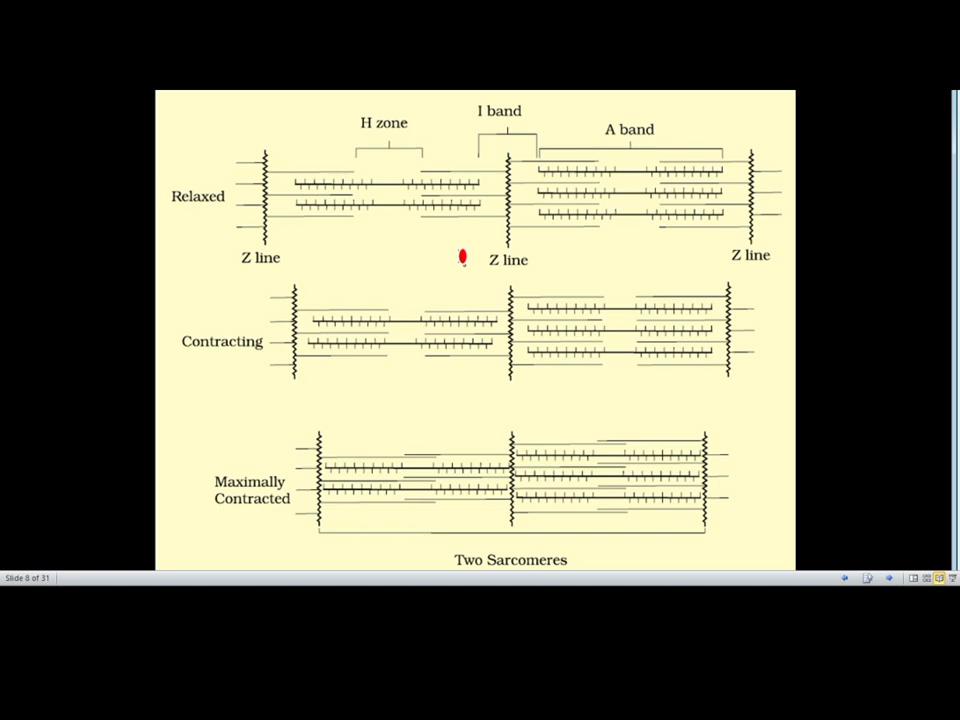 I band
H zone
A band
Relaxed
Z line
Z line
Z line
Contracting
Maximally
Contracted
Two Sarcomeres
Slide 8 of 31